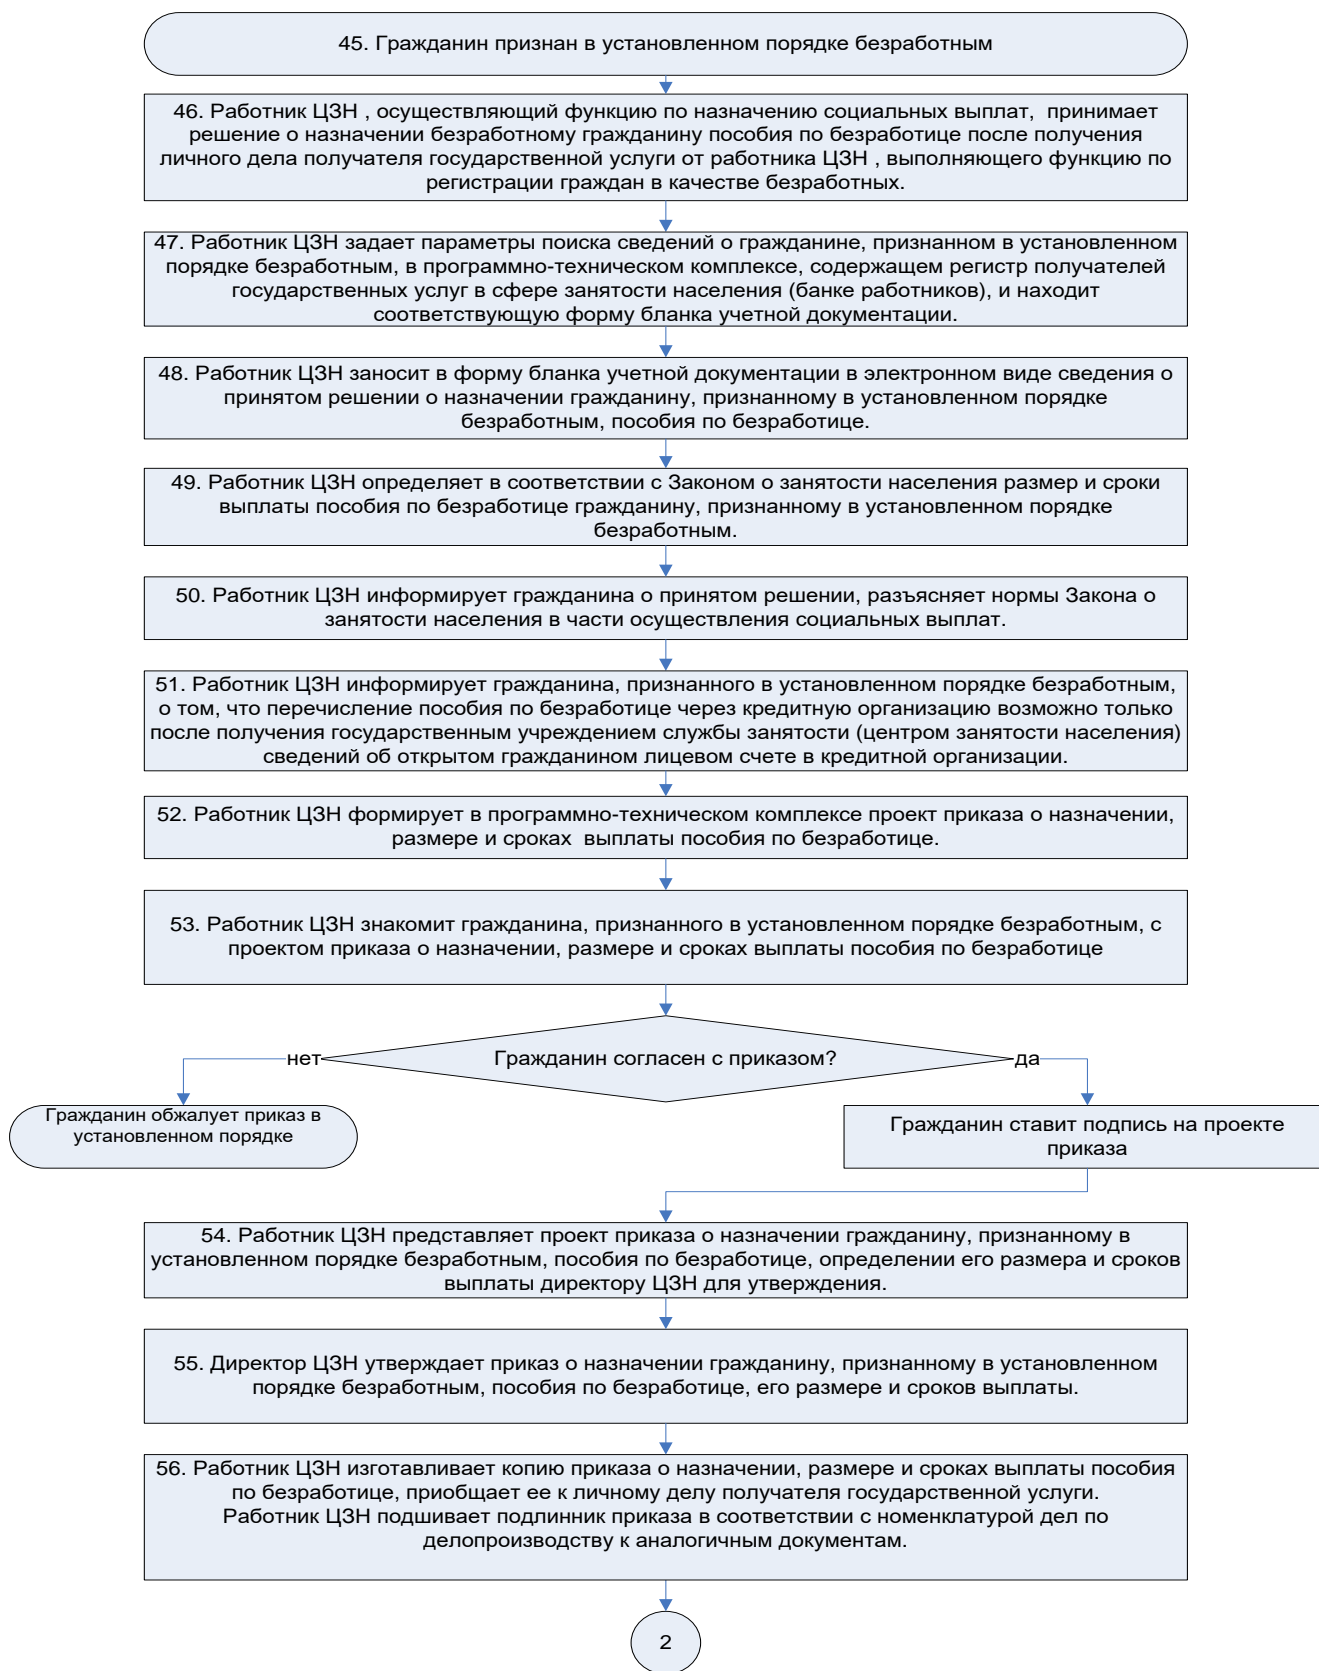 45. Гражданин признан в установленном порядке безработным
46. Работник ЦЗН , осуществляющий функцию по назначению социальных выплат, принимает
решение о назначении безработному гражданину пособия по безработице после получения
личного дела получателя государственной услуги от работника ЦЗН , выполняющего функцию по
регистрации граждан в качестве безработных.
47. Работник ЦЗН задает параметры поиска сведений о гражданине, признанном в установленном
порядке безработным, в программно-техническом комплексе, содержащем регистр получателей
государственных услуг в сфере занятости населения (банке работников), и находит
соответствующую форму бланка учетной документации.
48. Работник ЦЗН заносит в форму бланка учетной документации в электронном виде сведения о
принятом решении о назначении гражданину, признанному в установленном порядке
безработным, пособия по безработице.
49. Работник ЦЗН определяет в соответствии с Законом о занятости населения размер и сроки
выплаты пособия по безработице гражданину, признанному в установленном порядке
безработным.
50. Работник ЦЗН информирует гражданина о принятом решении, разъясняет нормы Закона о
занятости населения в части осуществления социальных выплат.
51. Работник ЦЗН информирует гражданина, признанного в установленном порядке безработным,
о том, что перечисление пособия по безработице через кредитную организацию возможно только
после получения государственным учреждением службы занятости (центром занятости населения)
сведений об открытом гражданином лицевом счете в кредитной организации.
52. Работник ЦЗН формирует в программно-техническом комплексе проект приказа о назначении,
размере и сроках выплаты пособия по безработице.
53. Работник ЦЗН знакомит гражданина, признанного в установленном порядке безработным, с
проектом приказа о назначении, размере и сроках выплаты пособия по безработице
Гражданин согласен с приказом?
нет
да
Гражданин обжалует приказ в
установленном порядке
Гражданин ставит подпись на проекте
приказа
54. Работник ЦЗН представляет проект приказа о назначении гражданину, признанному в
установленном порядке безработным, пособия по безработице, определении его размера и сроков
выплаты директору ЦЗН для утверждения.
55. Директор ЦЗН утверждает приказ о назначении гражданину, признанному в установленном
порядке безработным, пособия по безработице, его размере и сроков выплаты.
56. Работник ЦЗН изготавливает копию приказа о назначении, размере и сроках выплаты пособия
по безработице, приобщает ее к личному делу получателя государственной услуги.
Работник ЦЗН подшивает подлинник приказа в соответствии с номенклатурой дел по
делопроизводству к аналогичным документам.
2